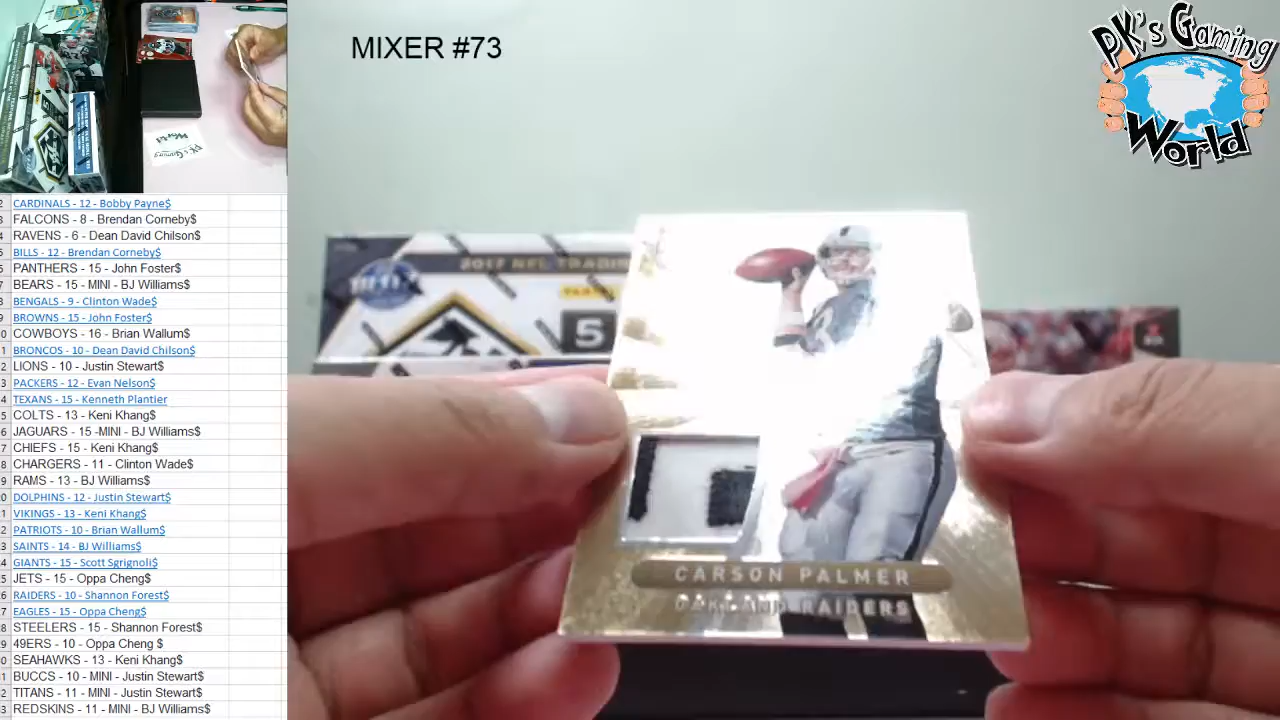 MIXER #73
PK's Gaming
World
CARDINALS - 12 - Bobby Payne$
FALCONS - 8 - Brendan Corneby$
RAVENS - 6 - Dean David Chilson$
BILLS - 12 - Brendan Corneby$
PANTHERS - 15 - John Foster$
BEARS - 15 - MINI - BJ Williams$
BENGALS - 9 - Clinton Wade$
BROWNS - 15 - John Foster$
COWBOYS - 16 - Brian Wallum$
BRONCOS - 10 - Dean David Chilson$
LIONS - 10 - Justin Stewart$
PACKERS - 12 - Evan Nelson$
TEXANS - 15 - Kenneth Plantier
COLTS - 13 - Keni Khang$
JAGUARS - 15 -MINI - BJ Williams$
CHIEFS - 15 - Keni Khang$
CHARGERS - 11 - Clinton Wade$
RAMS - 13 - BJ Williams$
DOLPHINS - 12 - Justin Stewart$
VIKINGS - 13 - Keni Khang$
PATRIOTS - 10 - Brian Wallum$
SAINTS - 14 - BJ Williams$
GIANTS - 15 - Scott Sgrignoli$
JETS - 15 - Oppa Cheng$
RAIDERS - 10 - Shannon Forest$
EAGLES - 15 - Oppa Cheng$
STEELERS - 15 - Shannon Forest$
49ERS - 10 - Oppa Cheng $
SEAHAWKS - 13 - Keni Khang$
BUCCS - 10 - MINI - Justin Stewart$
TITANS - 11 - MINI - Justin Stewart$
REDSKINS - 11 - MINI - BJ Williams$
2017 NFL TRADING
PANINI
5
CARSON PALMER
OAKLAND RAIDERS
PK's Gaming
World